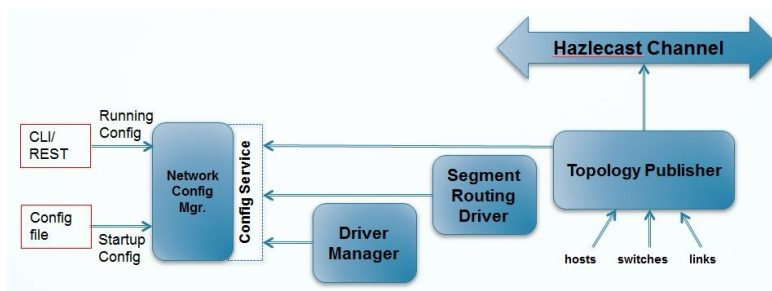 Hazlecast Channel
Running
Config
CLI/
REST
Network
Config
Mgr.
Config Service
Segment
Routing
Driver
Topology Publisher
Config
file
Startup
Config
Driver
Manager
hosts
switches
links